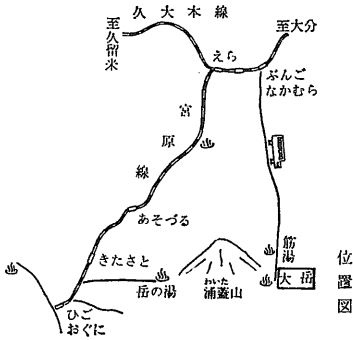 久大木線
至久留米
至大分
えら
ぶんご
なかむら
宮原線
あそづる
きたさと
岳の湯
わいた
涌蓋山
筋湯
大岳
ひご
おぐに
位置図